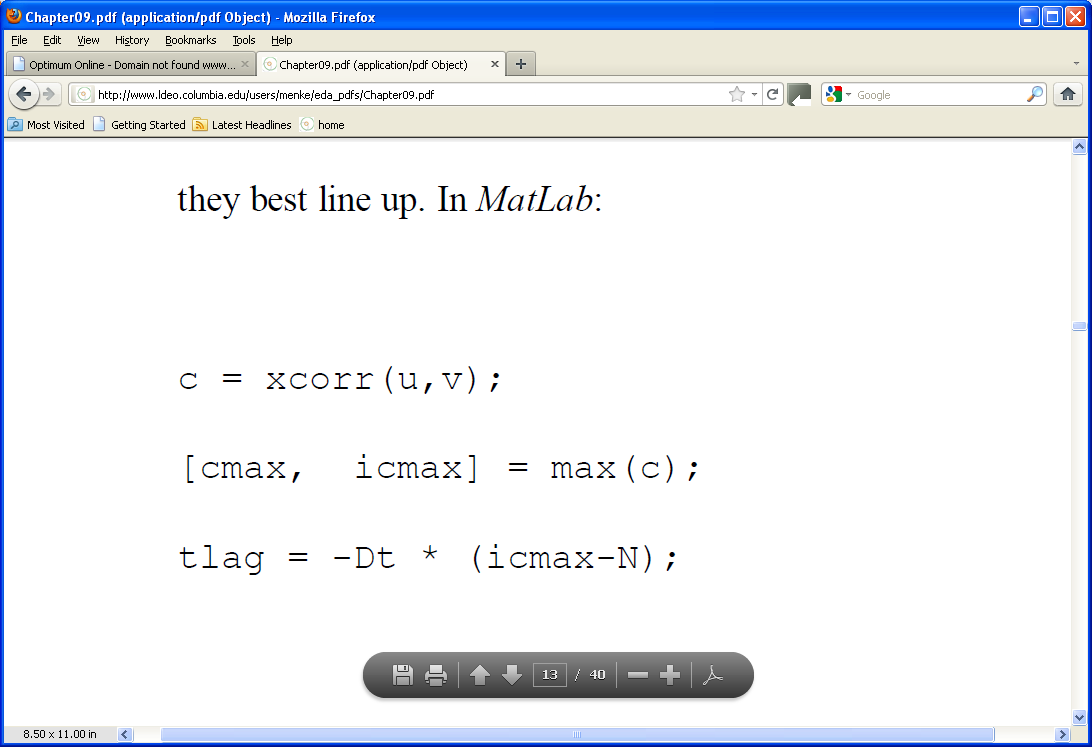 Chapter09.pdf (application/pdf Object) - Mozilla Firefox
File Edit View History Bookmarks Tools Help
Optimum Online - Domain not found www...
Chapter09.pdf (application/pdf Object)
http://www.ldeo.columbia.edu/users/menke/eda_pdfs/Chapter09.pdf
Google
Most Visited Getting Started Latest Headlines home
they best line up. In MatLab:
c = xcorr(u,v);
[cmax, icmax] = max(c);
tlag = -Dt * (icmax-N);
13 / 40
8.50 x 11.00 in